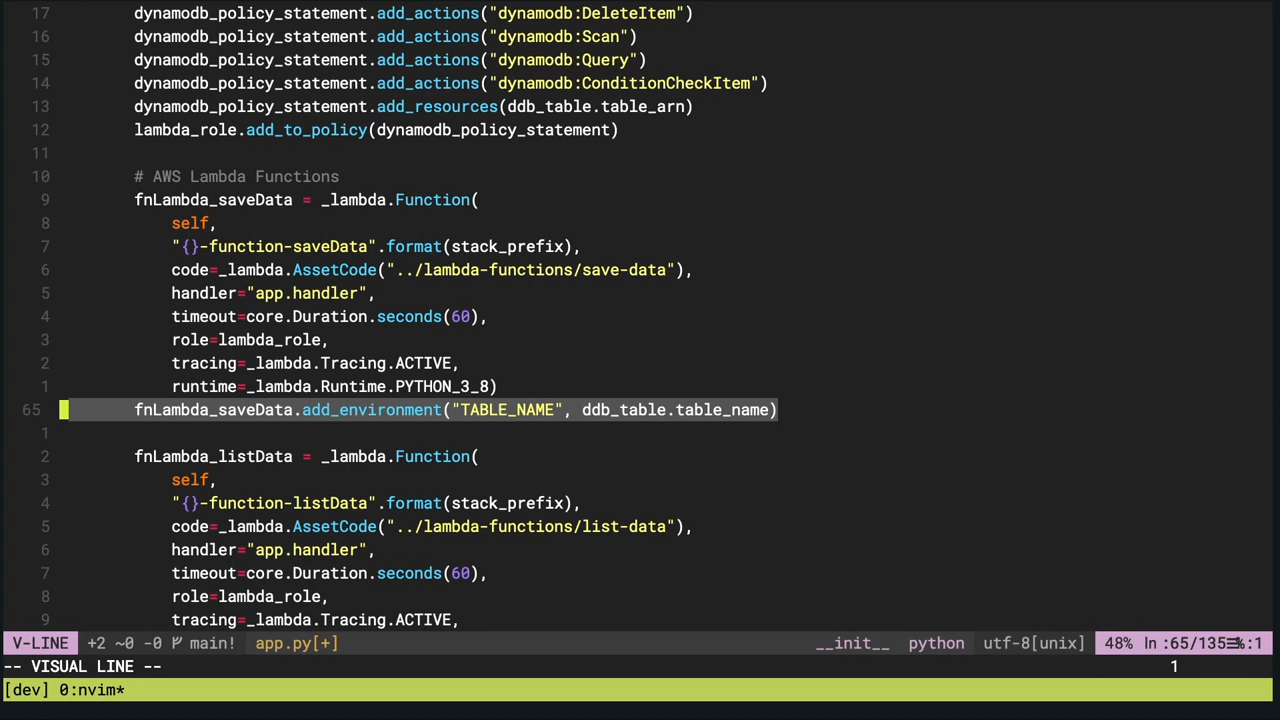 17 dynamodb_policy_statement.add_actions("dynamodb:DeleteItem")
16 dynamodb_policy_statement.add_actions("dynamodb:Scan")
15 dynamodb_policy_statement.add_actions("dynamodb:Query")
14 dynamodb_policy_statement.add_actions("dynamodb:ConditionCheckItem")
13 dynamodb_policy_statement.add_resources(ddb_table.table_arn)
12 lambda_role.add_to_policy(dynamodb_policy_statement)
11
10 # AWS Lambda Functions
9 fnLambda_saveData = _lambda.Function(
8 self,
7 "{}-function-saveData".format(stack_prefix),
6 code=_lambda.AssetCode("../lambda-functions/save-data"),
5 handler="app.handler",
4 timeout=core.Duration.seconds(60),
3 role=lambda_role,
2 tracing=_lambda.Tracing.ACTIVE,
1 runtime=_lambda.Runtime.PYTHON_3_8)
65 fnLambda_saveData.add_environment("TABLE_NAME", ddb_table.table_name)
1
2 fnLambda_listData = _lambda.Function(
3 self,
4 "{}-function-listData".format(stack_prefix),
5 code=_lambda.AssetCode("../lambda-functions/list-data"),
6 handler="app.handler",
7 timeout=core.Duration.seconds(60),
8 role=lambda_role,
9 tracing=_lambda.Tracing.ACTIVE,
V-LINE +2 ~0 -0 main! app.py[+] __init__ python utf-8[unix] 48% ln :65/135☰%:1
-- VISUAL LINE -- 1
[dev] 0:nvim*